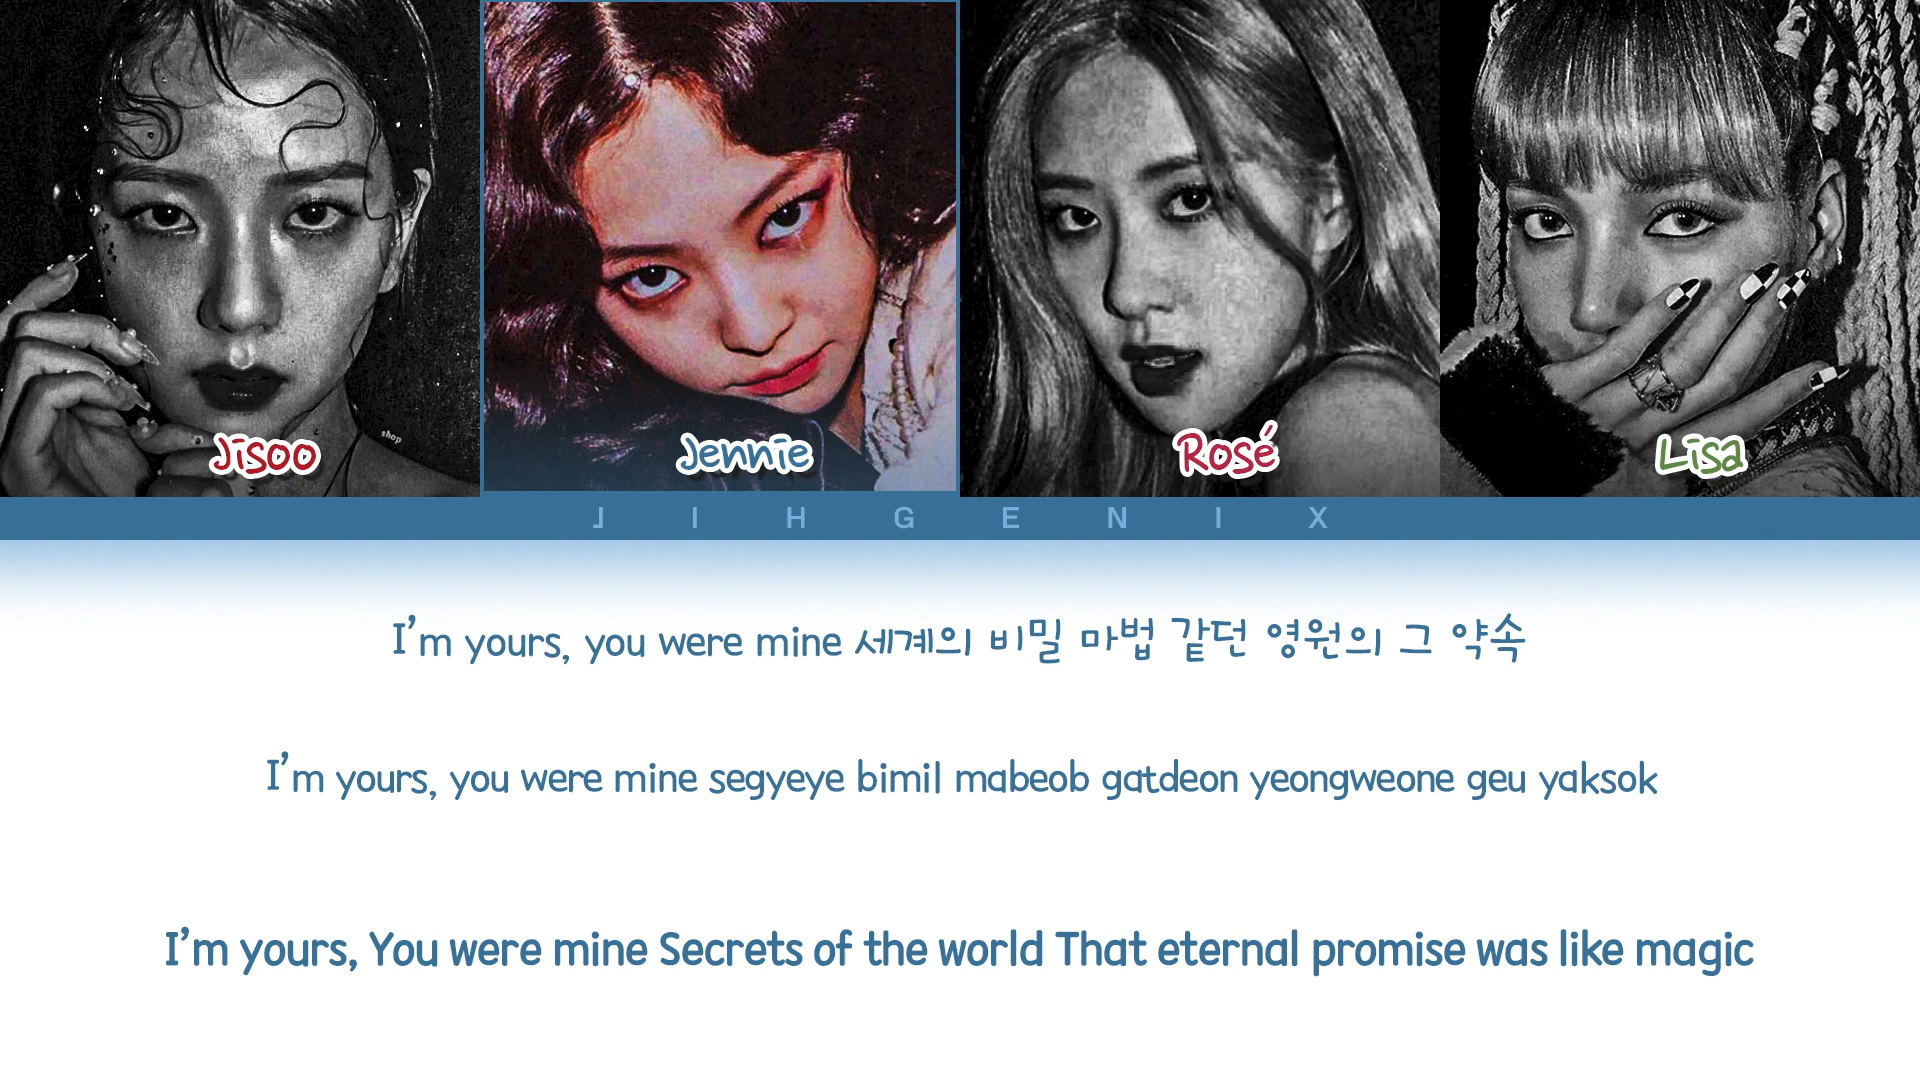 shop
Jisoo Jennie Rosé Lisa
J I H G E N I X
I'm yours, you were mine 세계의 비밀 마법 같던 영원의 그 약속
I'm yours, you were mine segyeye bimil mabeob gatdeon yeongweone geu yaksok
I'm yours, You were mine Secrets of the world That eternal promise was like magic